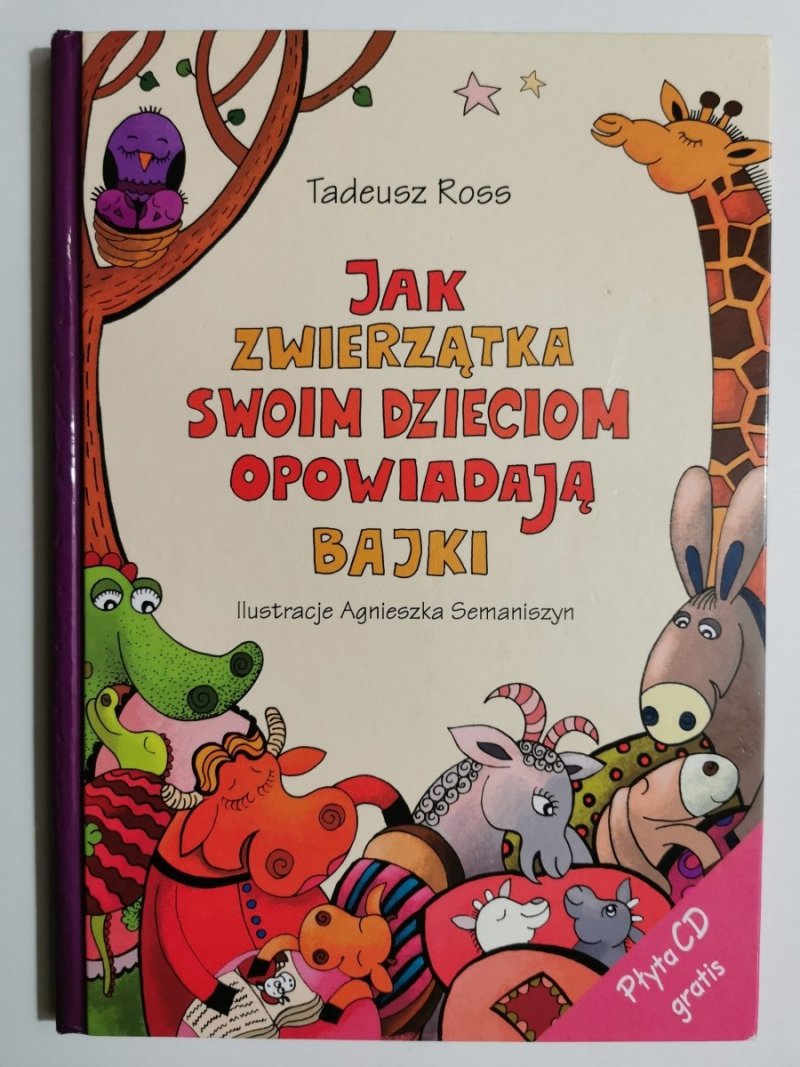 Tadeusz Ross
JAK
ZWIERZĄTKA
SWOIM DZIECIOM
OPOWIADAJĄ
BAJKI
Ilustracje Agnieszka Semaniszyn
Płyta CD
gratis